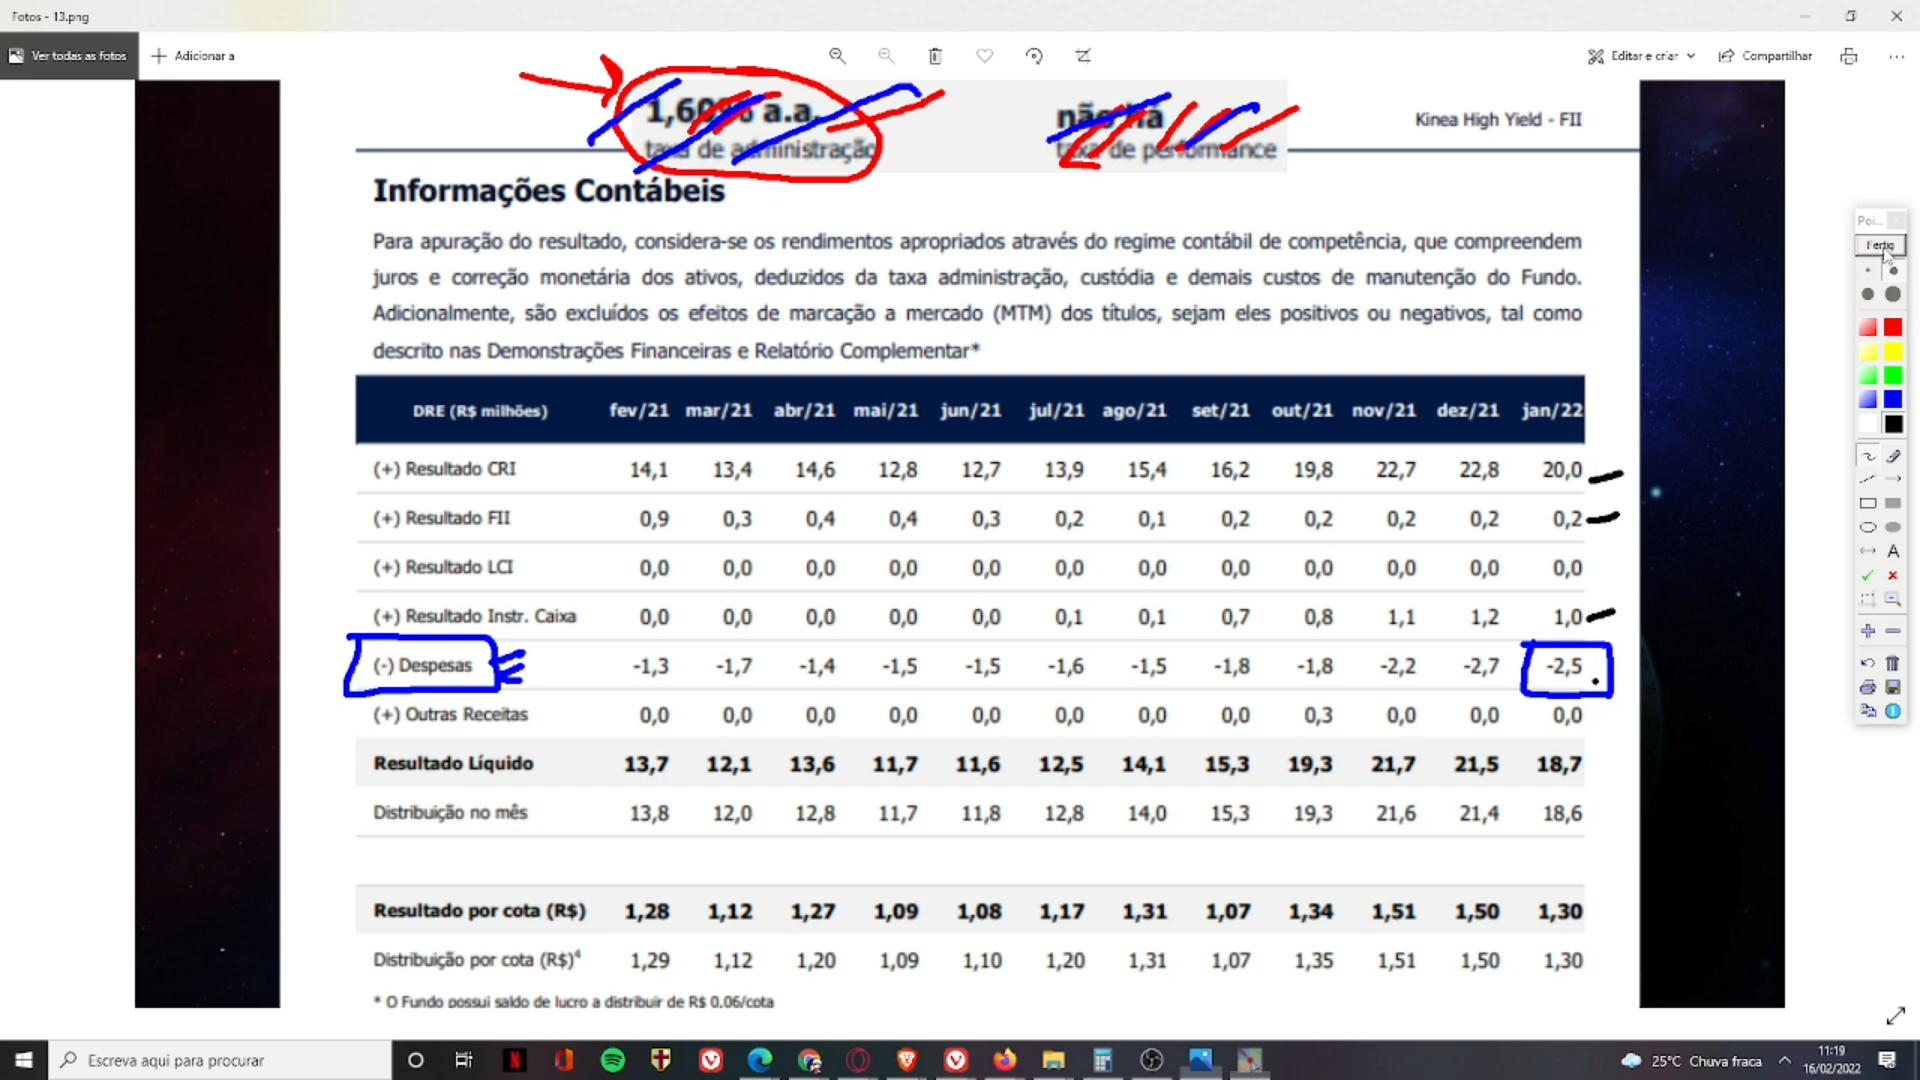 Fotos - 13.png
Ver todas as fotos
Adicionar a
Editar e criar
Compartilhar
1,60% a.a.
taxa de administração
não há
taxa de performance
Kinea High Yield - FII
Informações Contábeis
Para apuração do resultado, considera-se os rendimentos apropriados através do regime contábil de competência, que compreendem
juros e correção monetária dos ativos, deduzidos da taxa administração, custódia e demais custos de manutenção do Fundo.
Adicionalmente, são excluídos os efeitos de marcação a mercado (MTM) dos títulos, sejam eles positivos ou negativos, tal como
descrito nas Demonstrações Financeiras e Relatório Complementar*
DRE (R$ milhões) fev/21 mar/21 abr/21 mai/21 jun/21 jul/21 ago/21 set/21 out/21 nov/21 dez/21 jan/22
(+) Resultado CRI 14,1 13,4 14,6 12,8 12,7 13,9 15,4 16,2 19,8 22,7 22,8 20,0
(+) Resultado FII 0,9 0,3 0,4 0,4 0,3 0,2 0,1 0,2 0,2 0,2 0,2 0,2
(+) Resultado LCI 0,0 0,0 0,0 0,0 0,0 0,0 0,0 0,0 0,0 0,0 0,0 0,0
(+) Resultado Instr. Caixa 0,0 0,0 0,0 0,0 0,0 0,1 0,1 0,7 0,8 1,1 1,2 1,0
(-) Despesas -1,3 -1,7 -1,4 -1,5 -1,5 -1,6 -1,5 -1,8 -1,8 -2,2 -2,7 -2,5
(+) Outras Receitas 0,0 0,0 0,0 0,0 0,0 0,0 0,0 0,0 0,3 0,0 0,0 0,0
Resultado Líquido 13,7 12,1 13,6 11,7 11,6 12,5 14,1 15,3 19,3 21,7 21,5 18,7
Distribuição no mês 13,8 12,0 12,8 11,7 11,8 12,8 14,0 15,3 19,3 21,6 21,4 18,6
Resultado por cota (R$) 1,28 1,12 1,27 1,09 1,08 1,17 1,31 1,07 1,34 1,51 1,50 1,30
Distribuição por cota (R$)⁴ 1,29 1,12 1,20 1,09 1,10 1,20 1,31 1,07 1,35 1,51 1,50 1,30
* O Fundo possui saldo de lucro a distribuir de R$ 0,06/cota
Poi...
Fertig
A
Escreva aqui para procurar
25°C Chuva fraca
11:19
16/02/2022